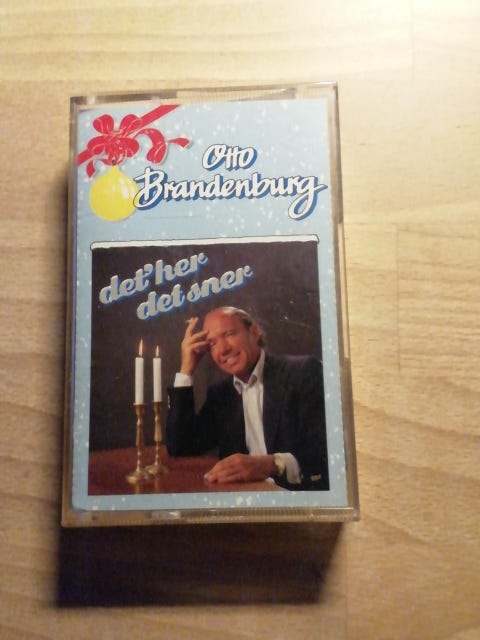 Otto
Brandenburg
det'her
det sner